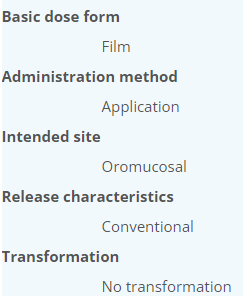 Basic dose form
Film
Administration method
Application
Intended site
Oromucosal
Release characteristics
Conventional
Transformation
No transformation